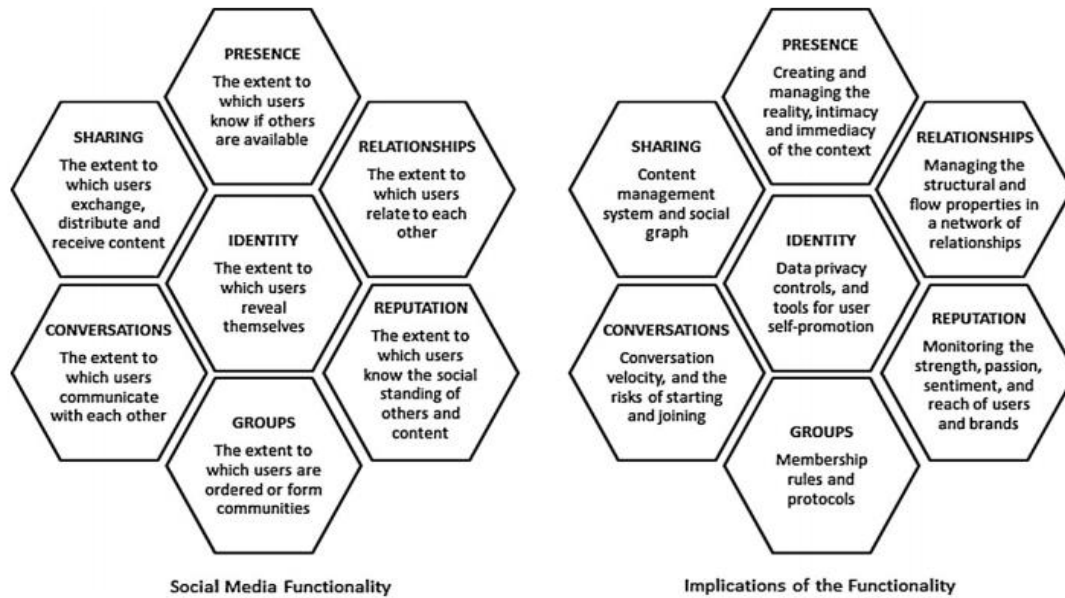 PRESENCE
The extent to
which users
know if others
are available
SHARING
The extent to
which users
exchange,
distribute and
receive content
RELATIONSHIPS
The extent to
which users
relate to each
other
IDENTITY
The extent to
which users
reveal
themselves
CONVERSATIONS
The extent to
which users
communicate
with each other
REPUTATION
The extent to
which users
know the social
standing of
others and
content
GROUPS
The extent to
which users are
ordered or form
communities
Social Media Functionality
PRESENCE
Creating and
managing the
reality, intimacy
and immediacy
of the context
SHARING
Content
management
system and social
graph
RELATIONSHIPS
Managing the
structural and
flow properties in
a network of
relationships
IDENTITY
Data privacy
controls, and
tools for user
self-promotion
CONVERSATIONS
Conversation
velocity, and the
risks of starting
and joining
REPUTATION
Monitoring the
strength, passion,
sentiment, and
reach of users
and brands
GROUPS
Membership
rules and
protocols
Implications of the Functionality